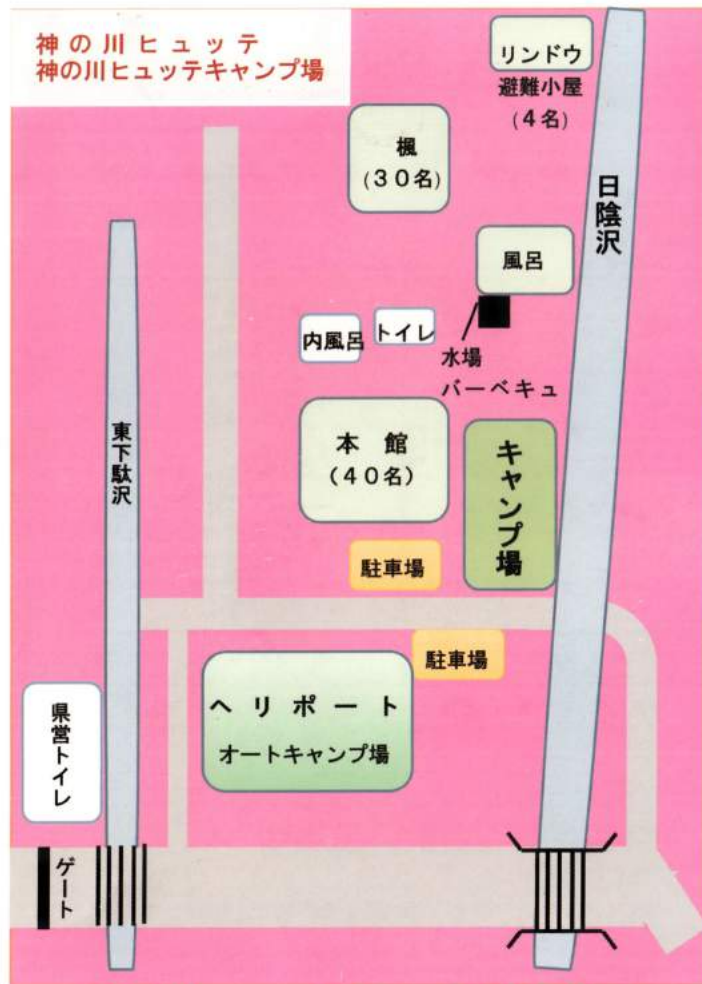 神の川ヒュッテ
神の川ヒュッテキャンプ場
リンドウ
避難小屋
(4名)
楓
(30名)
日陰沢
風呂
内風呂
トイレ
水場
バーベキュ
東下駄沢
本館
(40名)
キャンプ場
駐車場
駐車場
ヘリポート
オートキャンプ場
県営トイレ
ゲート